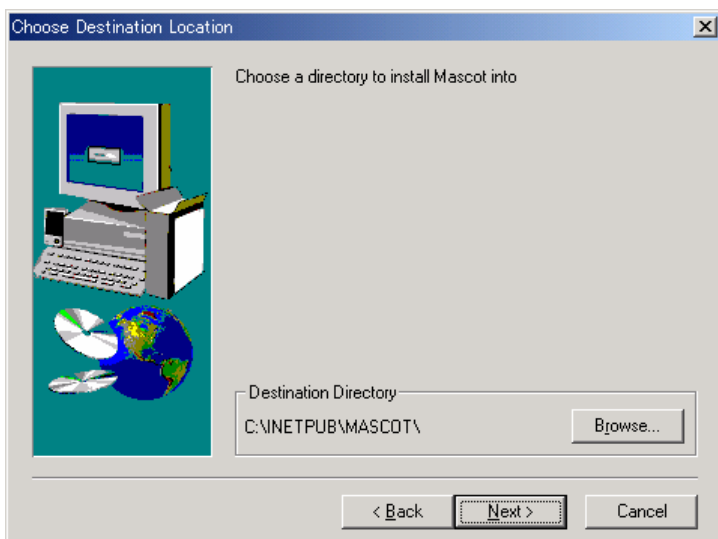 Choose Destination Location
Choose a directory to install Mascot into
Destination Directory
C:\INETPUB\MASCOT\
Browse...
< Back
Next >
Cancel